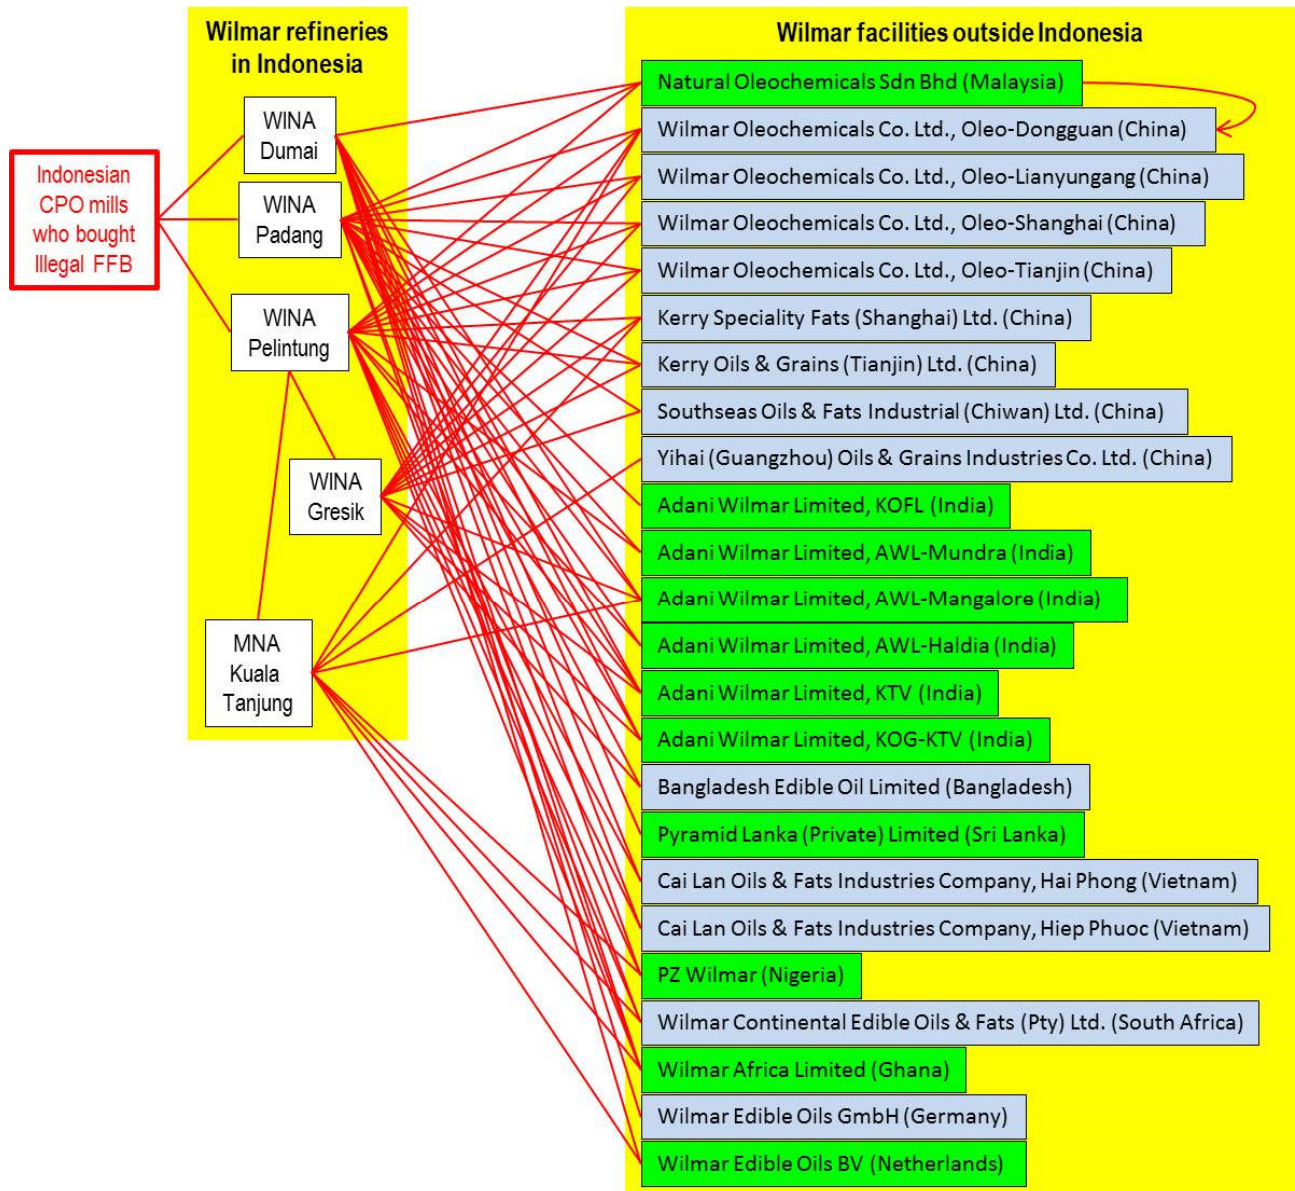 Wilmar refineries
in Indonesia
Wilmar facilities outside Indonesia
Indonesian
CPO mills
who bought
Illegal FFB
WINA
Dumai
WINA
Padang
WINA
Pelintung
WINA
Gresik
MNA
Kuala
Tanjung
Natural Oleochemicals Sdn Bhd (Malaysia)
Wilmar Oleochemicals Co. Ltd., Oleo-Dongguan (China)
Wilmar Oleochemicals Co. Ltd., Oleo-Lianyungang (China)
Wilmar Oleochemicals Co. Ltd., Oleo-Shanghai (China)
Wilmar Oleochemicals Co. Ltd., Oleo-Tianjin (China)
Kerry Speciality Fats (Shanghai) Ltd. (China)
Kerry Oils & Grains (Tianjin) Ltd. (China)
Southseas Oils & Fats Industrial (Chiwan) Ltd. (China)
Yihai (Guangzhou) Oils & Grains Industries Co. Ltd. (China)
Adani Wilmar Limited, KOFL (India)
Adani Wilmar Limited, AWL-Mundra (India)
Adani Wilmar Limited, AWL-Mangalore (India)
Adani Wilmar Limited, AWL-Haldia (India)
Adani Wilmar Limited, KTV (India)
Adani Wilmar Limited, KOG-KTV (India)
Bangladesh Edible Oil Limited (Bangladesh)
Pyramid Lanka (Private) Limited (Sri Lanka)
Cai Lan Oils & Fats Industries Company, Hai Phong (Vietnam)
Cai Lan Oils & Fats Industries Company, Hiep Phuoc (Vietnam)
PZ Wilmar (Nigeria)
Wilmar Continental Edible Oils & Fats (Pty) Ltd. (South Africa)
Wilmar Africa Limited (Ghana)
Wilmar Edible Oils GmbH (Germany)
Wilmar Edible Oils BV (Netherlands)